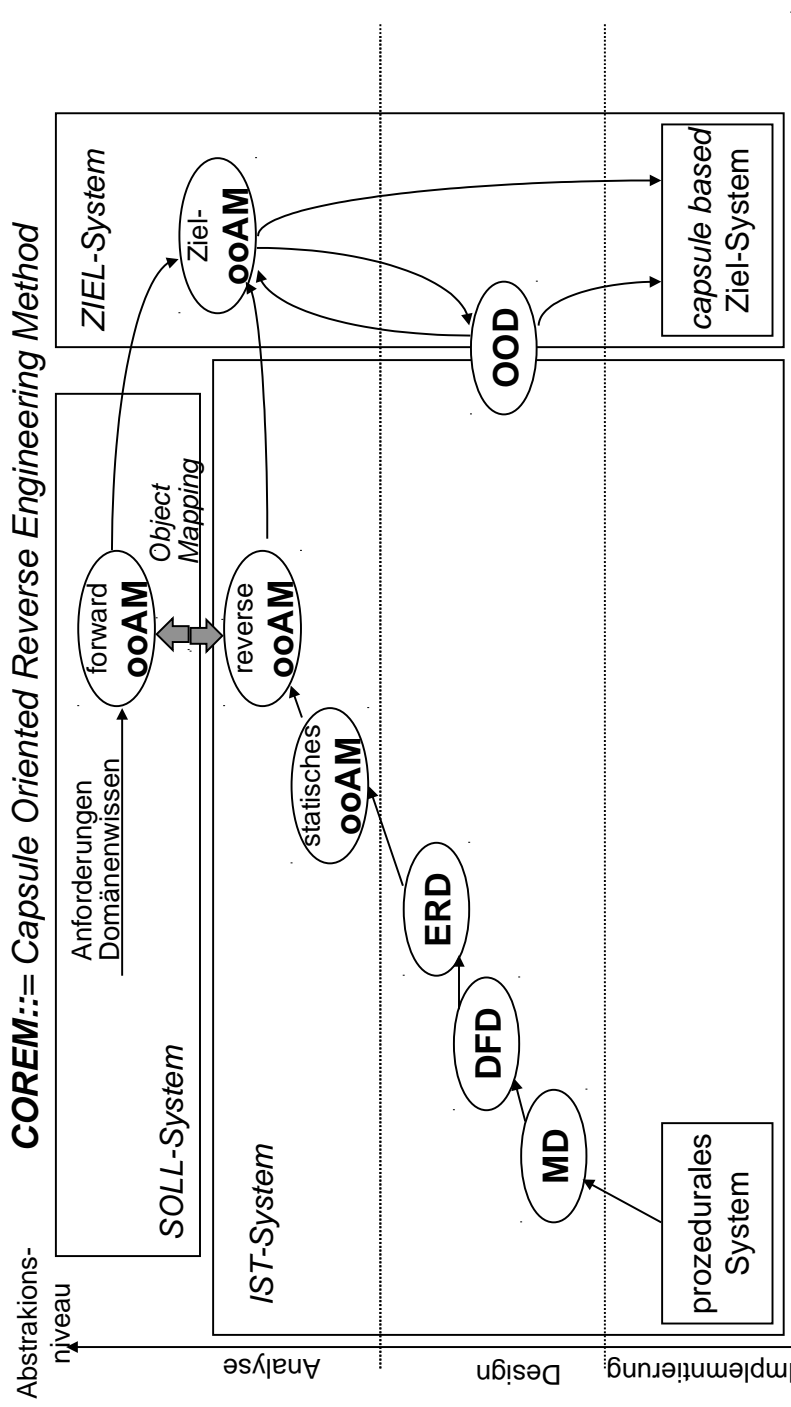 COREM::= Capsule Oriented Reverse Engineering Method
Abstrakions-
niveau
SOLL-System
Anforderungen
Domänenwissen
forward
ooAM
Object
Mapping
ZIEL-System
Ziel-
ooAM
IST-System
reverse
ooAM
statisches
ooAM
ERD
DFD
MD
OOD
prozedurales
System
capsule based
Ziel-System
Analyse
Design
Implemntierung